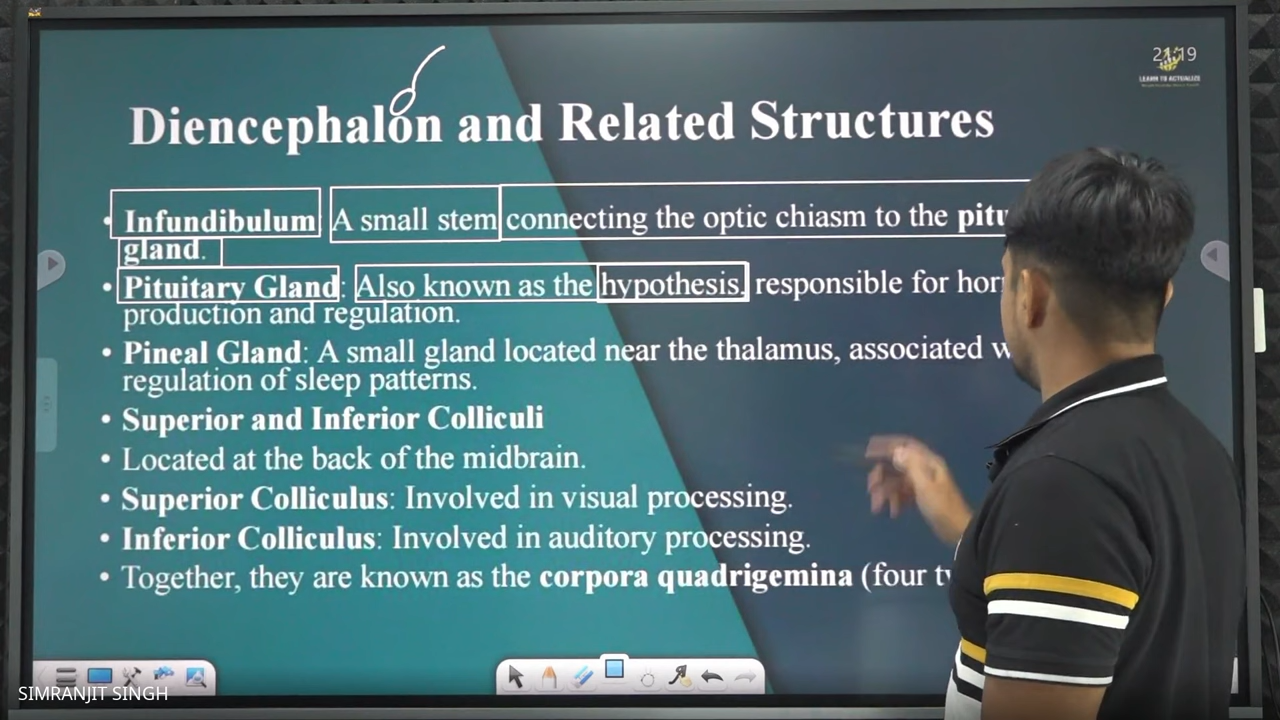 21:19
LEARN TO ACTUALIZE
Diencephalon and Related Structures
• Infundibulum A small stem connecting the optic chiasm to the
gland.
• Pituitary Gland: Also known as the hypothesis, responsible for
production and regulation.
• Pineal Gland: A small gland located near the thalamus, associated
regulation of sleep patterns.
• Superior and Inferior Colliculi
• Located at the back of the midbrain.
• Superior Colliculus: Involved in visual processing.
• Inferior Colliculus: Involved in auditory processing.
• Together, they are known as the corpora quadrigemina (four
SIMRANJIT SINGH